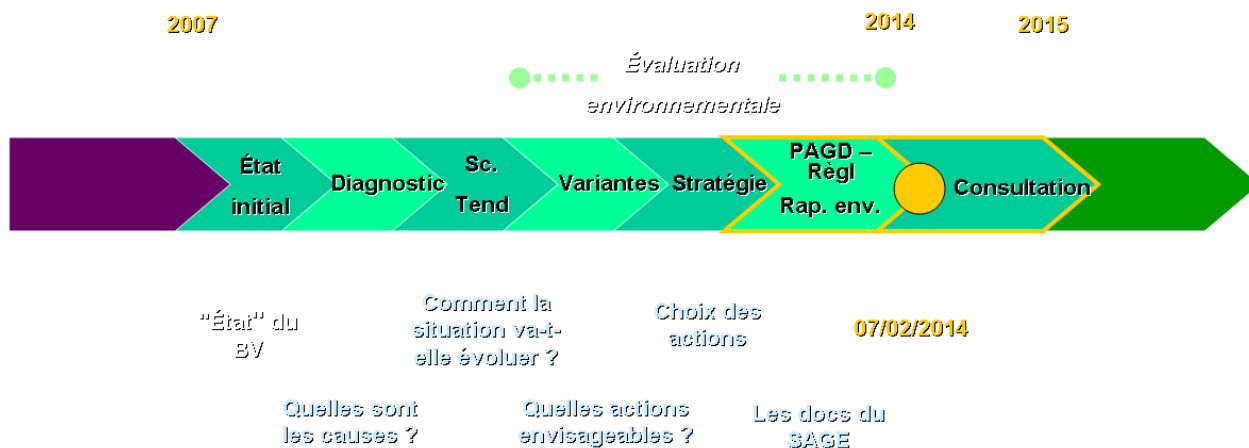 2007
2014
2015
Évaluation
environnementale
État
initial
Diagnostic
Sc.
Tend
Variantes
Stratégie
PAGD –
Règl
Rap. env.
Consultation
"État" du
BV
Quelles sont
les causes ?
Comment la
situation va-t-
elle évoluer ?
Quelles actions
envisageables ?
Choix des
actions
Les docs du
SAGE
07/02/2014